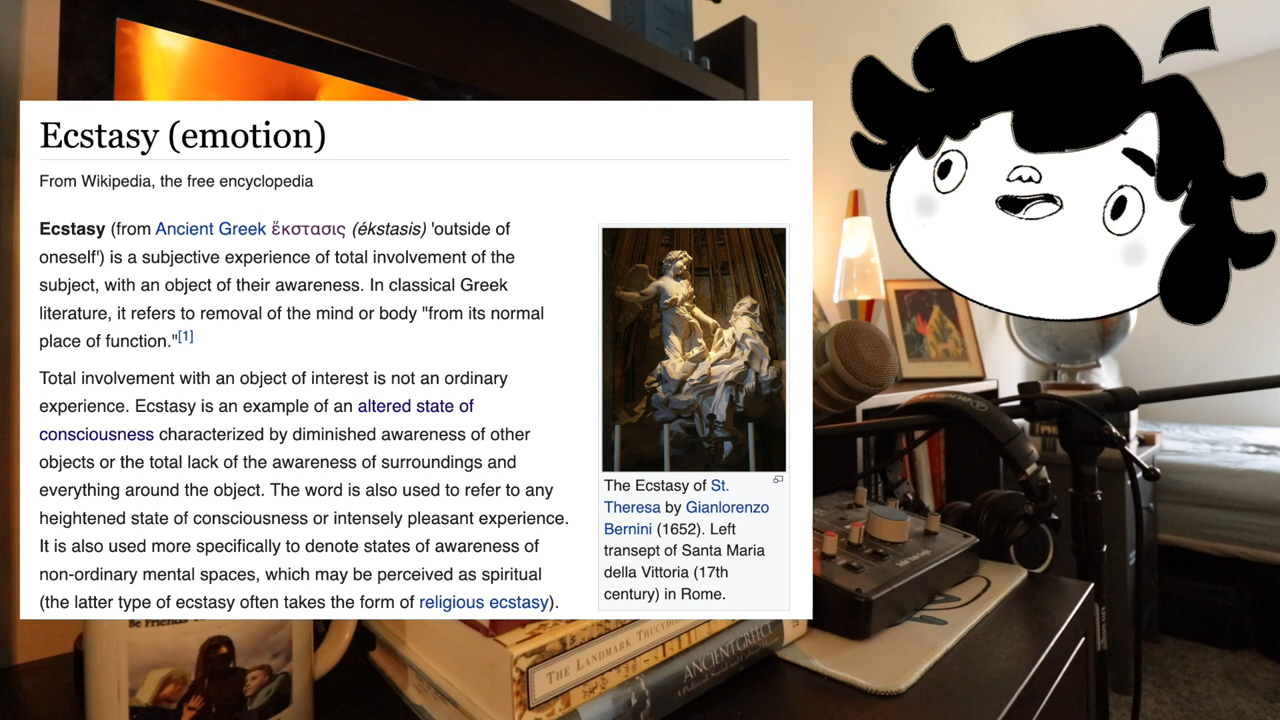 Ecstasy (emotion)
From Wikipedia, the free encyclopedia
Ecstasy (from Ancient Greek ἔκστασις (ékstasis) 'outside of
oneself') is a subjective experience of total involvement of the
subject, with an object of their awareness. In classical Greek
literature, it refers to removal of the mind or body "from its normal
place of function."[1]
Total involvement with an object of interest is not an ordinary
experience. Ecstasy is an example of an altered state of
consciousness characterized by diminished awareness of other
objects or the total lack of the awareness of surroundings and
everything around the object. The word is also used to refer to any
heightened state of consciousness or intensely pleasant experience.
It is also used more specifically to denote states of awareness of
non-ordinary mental spaces, which may be perceived as spiritual
(the latter type of ecstasy often takes the form of religious ecstasy).
The Ecstasy of St.
Theresa by Gianlorenzo
Bernini (1652). Left
transept of Santa Maria
della Vittoria (17th
century) in Rome.
Be Friends
THE LANDMARK THUCYDI
ANCIENT GREECE